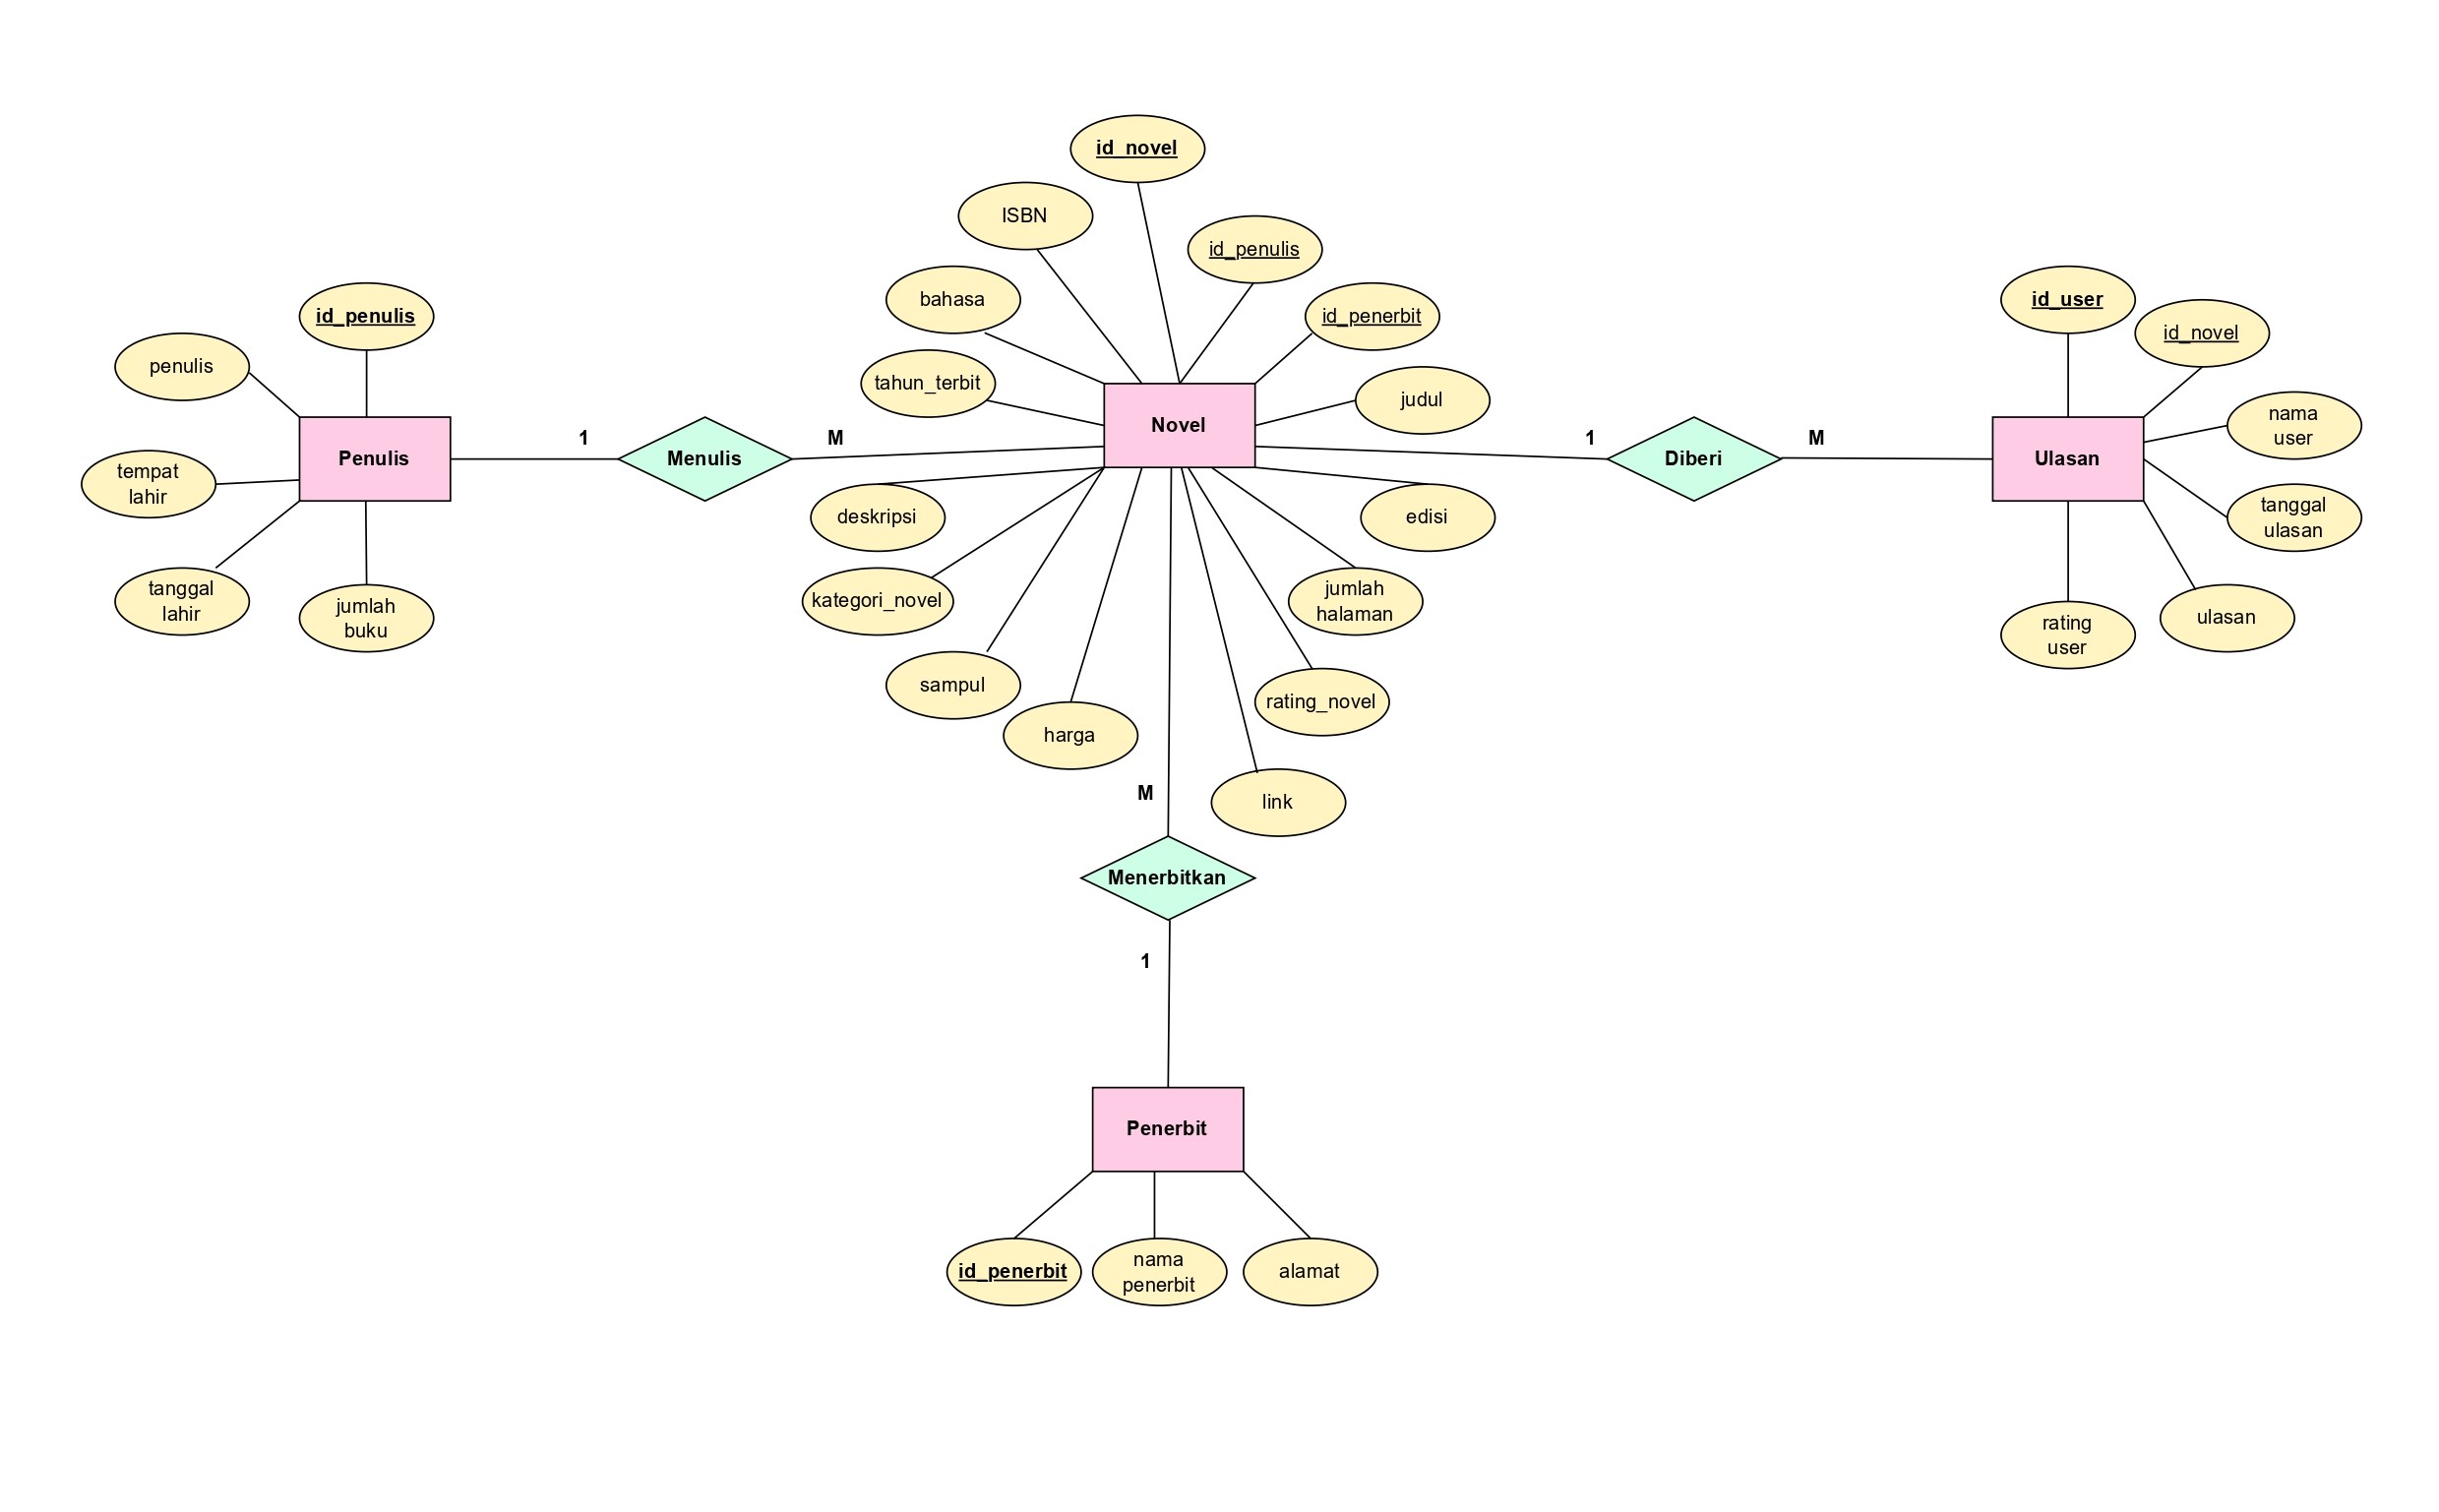 id_novel
ISBN
id_penulis
bahasa
id_penerbit
tahun_terbit
judul
Novel
id_penulis
penulis
tempat
lahir
tanggal
lahir
jumlah
buku
Penulis
1
Menulis
M
deskripsi
kategori_novel
sampul
harga
link
rating_novel
jumlah
halaman
edisi
1
Diberi
M
Ulasan
id_user
id_novel
nama
user
tanggal
ulasan
ulasan
rating
user
M
Menerbitkan
1
Penerbit
id_penerbit
nama
penerbit
alamat